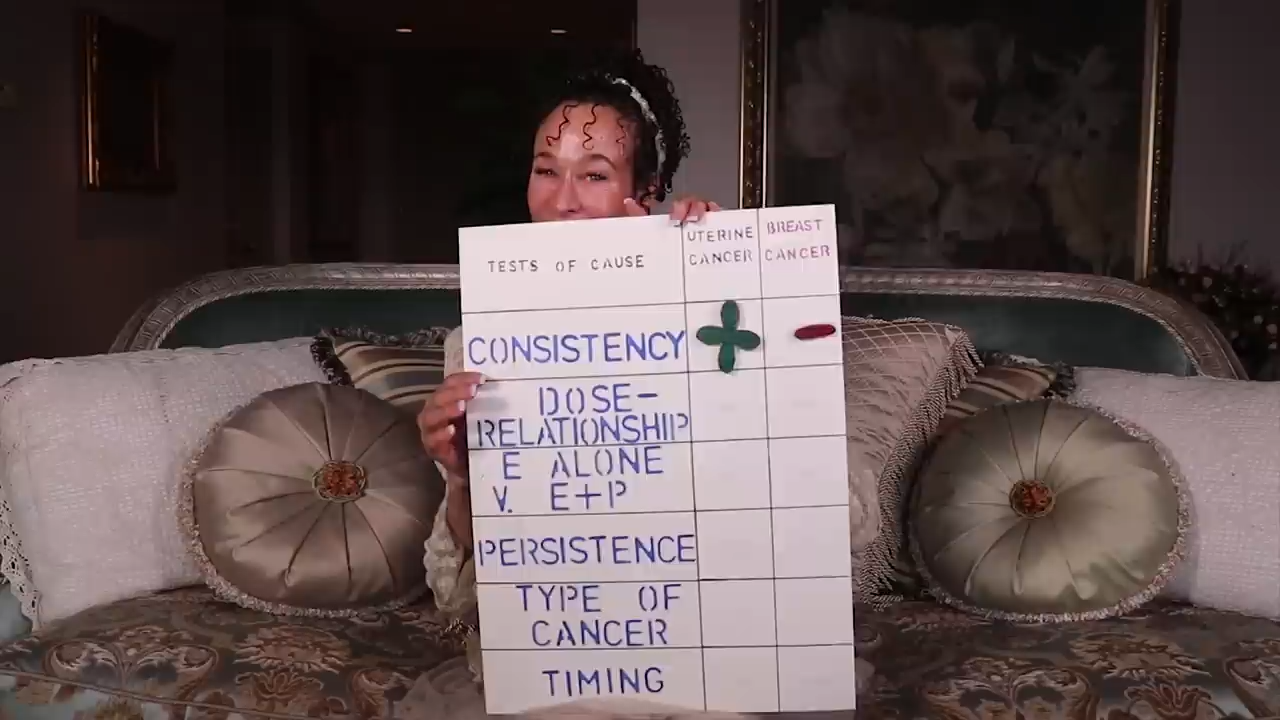 TESTS OF CAUSE
UTERINE
CANCER
BREAST
CANCER
CONSISTENCY
DOSE-
RELATIONSHIP
E ALONE
V. E+P
PERSISTENCE
TYPE OF
CANCER
TIMING